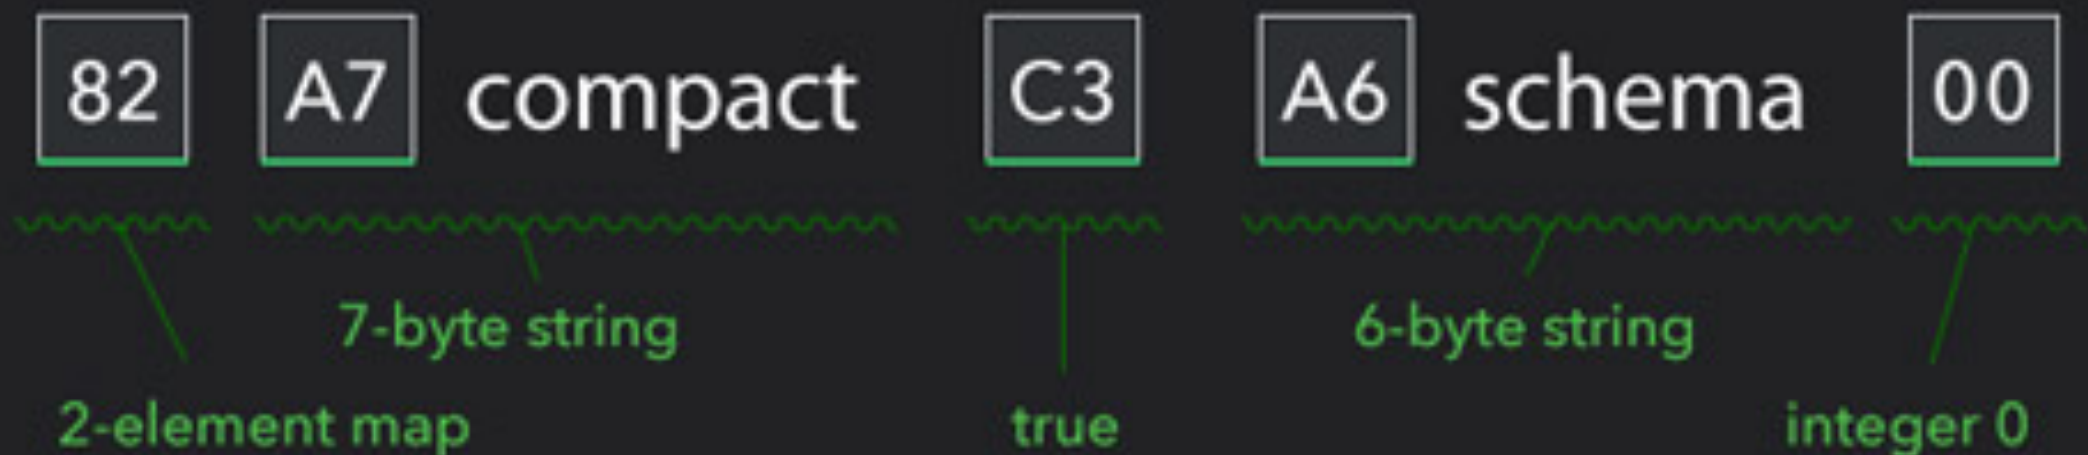 82 A7 compact C3 A6 schema 00
7-byte string 6-byte string
2-element map true integer 0